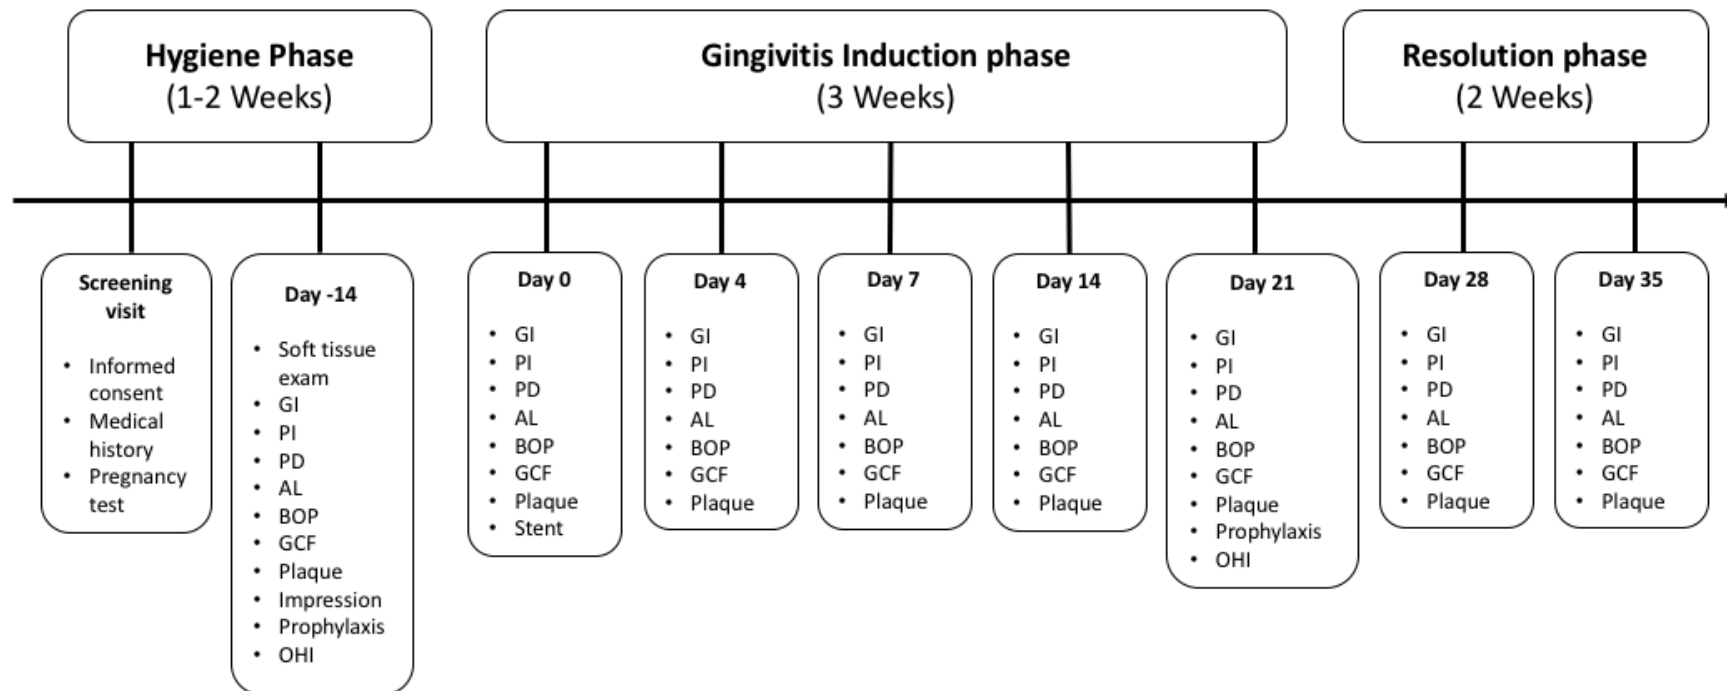 Hygiene Phase
(1-2 Weeks)
Gingivitis Induction phase
(3 Weeks)
Resolution phase
(2 Weeks)
Screening
visit
• Informed
consent
• Medical
history
• Pregnancy
test
Day -14
• Soft tissue
exam
• GI
• PI
• PD
• AL
• BOP
• GCF
• Plaque
• Impression
• Prophylaxis
• OHI
Day 0
• GI
• PI
• PD
• AL
• BOP
• GCF
• Plaque
• Stent
Day 4
• GI
• PI
• PD
• AL
• BOP
• GCF
• Plaque
Day 7
• GI
• PI
• PD
• AL
• BOP
• GCF
• Plaque
Day 14
• GI
• PI
• PD
• AL
• BOP
• GCF
• Plaque
Day 21
• GI
• PI
• PD
• AL
• BOP
• GCF
• Plaque
• Prophylaxis
• OHI
Day 28
• GI
• PI
• PD
• AL
• BOP
• GCF
• Plaque
Day 35
• GI
• PI
• PD
• AL
• BOP
• GCF
• Plaque